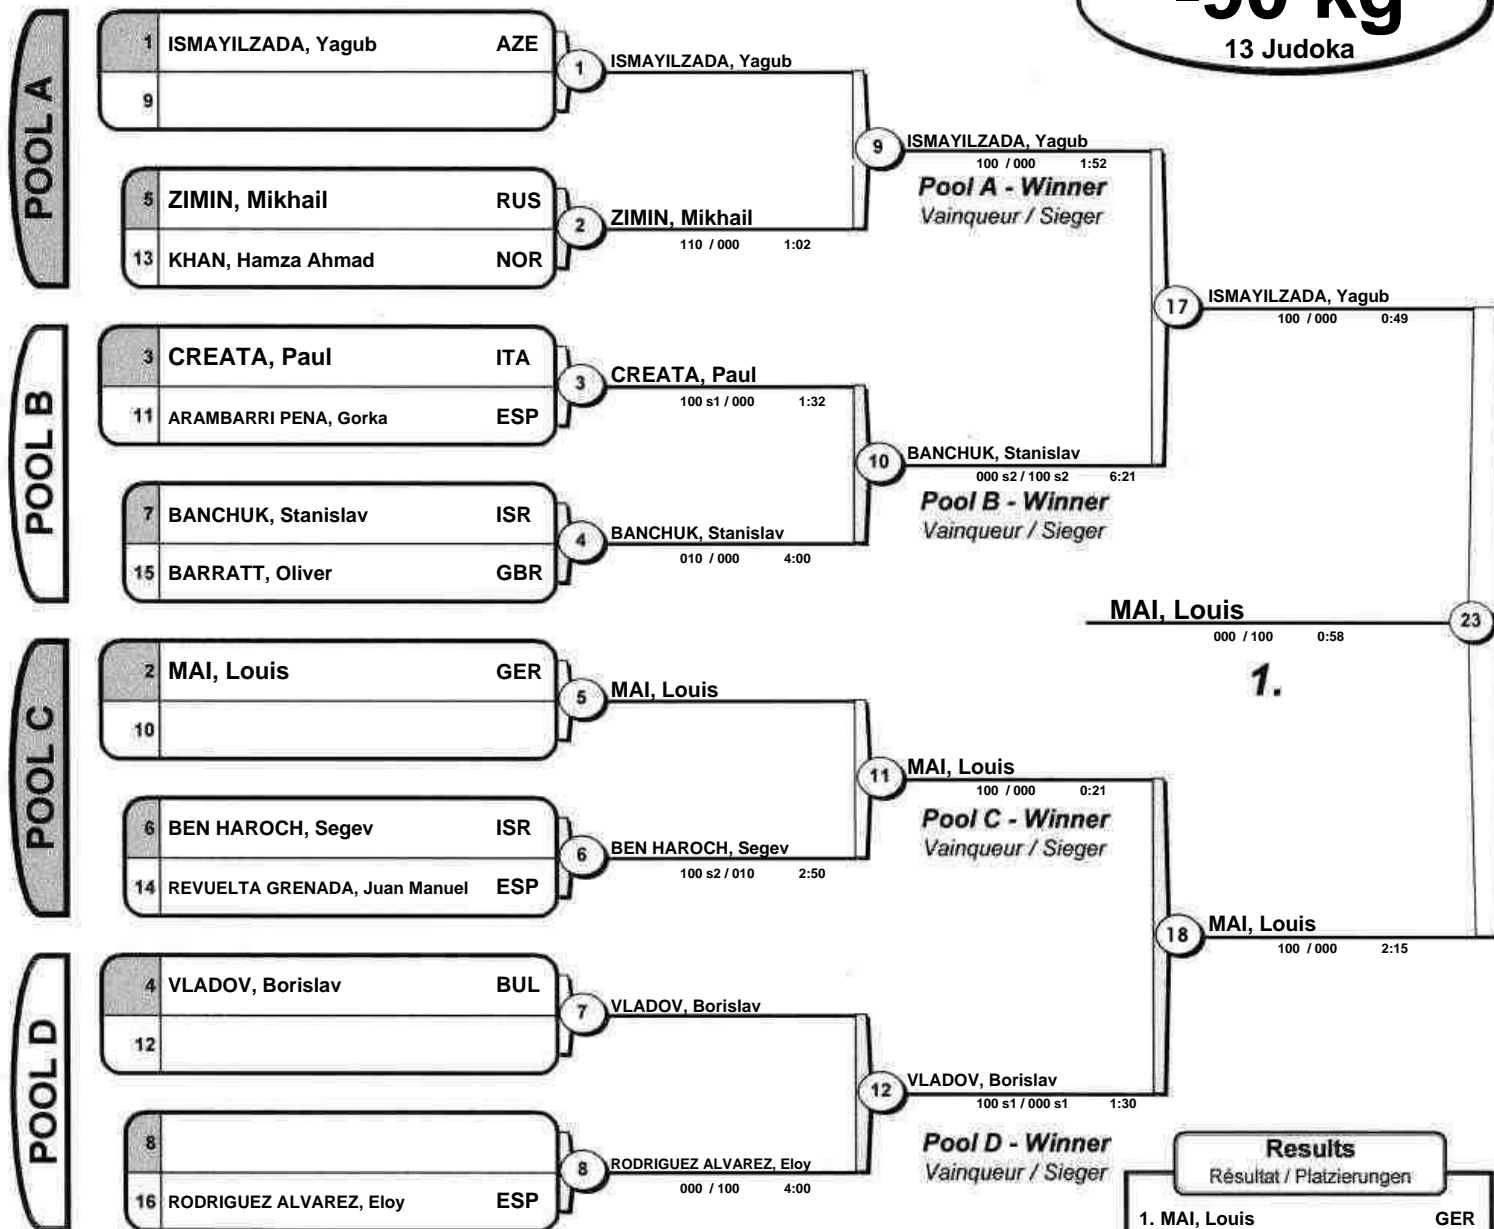 -90 kg
13 Judoka
POOL A
1 ISMAYILZADA, Yagub AZE
9
1 ISMAYILZADA, Yagub
5 ZIMIN, Mikhail RUS
13 KHAN, Hamza Ahmad NOR
2 ZIMIN, Mikhail
110 / 000 1:02
9 ISMAYILZADA, Yagub
100 / 000 1:52
Pool A - Winner
Vainqueur / Sieger
POOL B
3 CREATA, Paul ITA
11 ARAMBARRI PENA, Gorka ESP
3 CREATA, Paul
100 s1 / 000 1:32
7 BANCHUK, Stanislav ISR
15 BARRATT, Oliver GBR
4 BANCHUK, Stanislav
010 / 000 4:00
10 BANCHUK, Stanislav
000 s2 / 100 s2 6:21
Pool B - Winner
Vainqueur / Sieger
17 ISMAYILZADA, Yagub
100 / 000 0:49
MAI, Louis 23
000 / 100 0:58
1.
POOL C
2 MAI, Louis GER
10
5 MAI, Louis
6 BEN HAROCH, Segev ISR
14 REVUELTA GRENADA, Juan Manuel ESP
6 BEN HAROCH, Segev
100 s2 / 010 2:50
11 MAI, Louis
100 / 000 0:21
Pool C - Winner
Vainqueur / Sieger
POOL D
4 VLADOV, Borislav BUL
12
7 VLADOV, Borislav
8
16 RODRIGUEZ ALVAREZ, Eloy ESP
8 RODRIGUEZ ALVAREZ, Eloy
000 / 100 4:00
12 VLADOV, Borislav
100 s1 / 000 s1 1:30
Pool D - Winner
Vainqueur / Sieger
18 MAI, Louis
100 / 000 2:15
Results
Résultat / Platzierungen
1. MAI, Louis GER